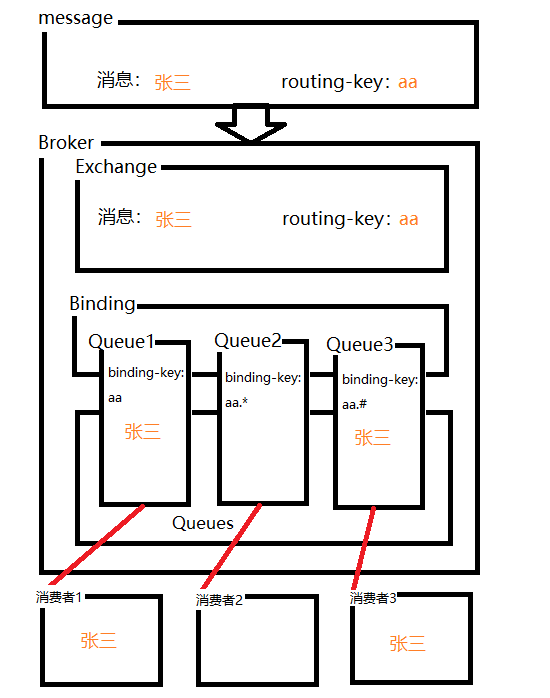 message
消息：张三 routing-key：aa
Broker
Exchange
消息：张三 routing-key：aa
Binding
Queue1
binding-key:
aa
张三
Queue2
binding-key:
aa.*
Queue3
binding-key:
aa.#
张三
Queues
消费者1
张三
消费者2
消费者3
张三